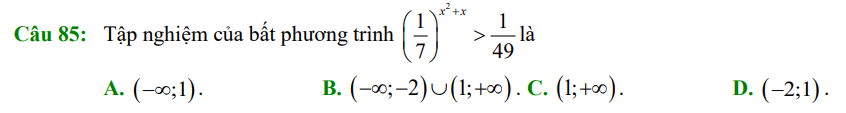 Câu 85: Tập nghiệm của bất phương trình (1/7)^(x²+x) > 1/49 là
A. (−∞;1). B. (−∞;−2)∪(1;+∞). C. (1;+∞). D. (−2;1).